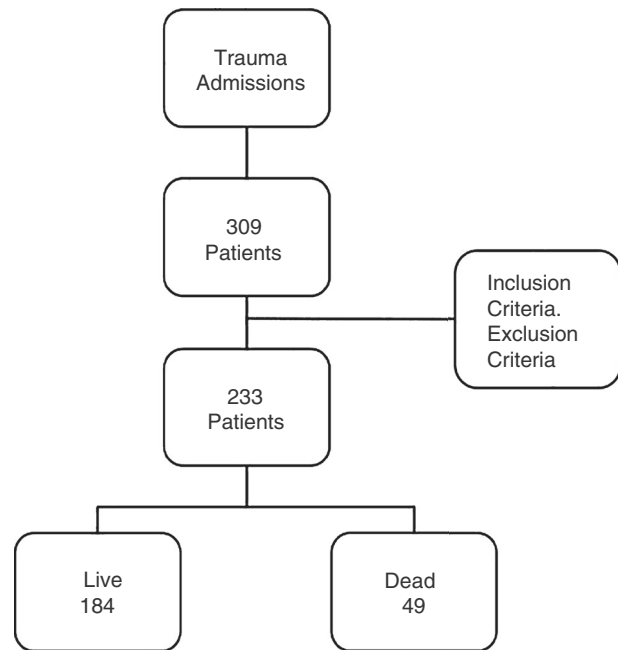 Trauma
Admissions
309
Patients
Inclusion
Criteria.
Exclusion
Criteria
233
Patients
Live
184
Dead
49